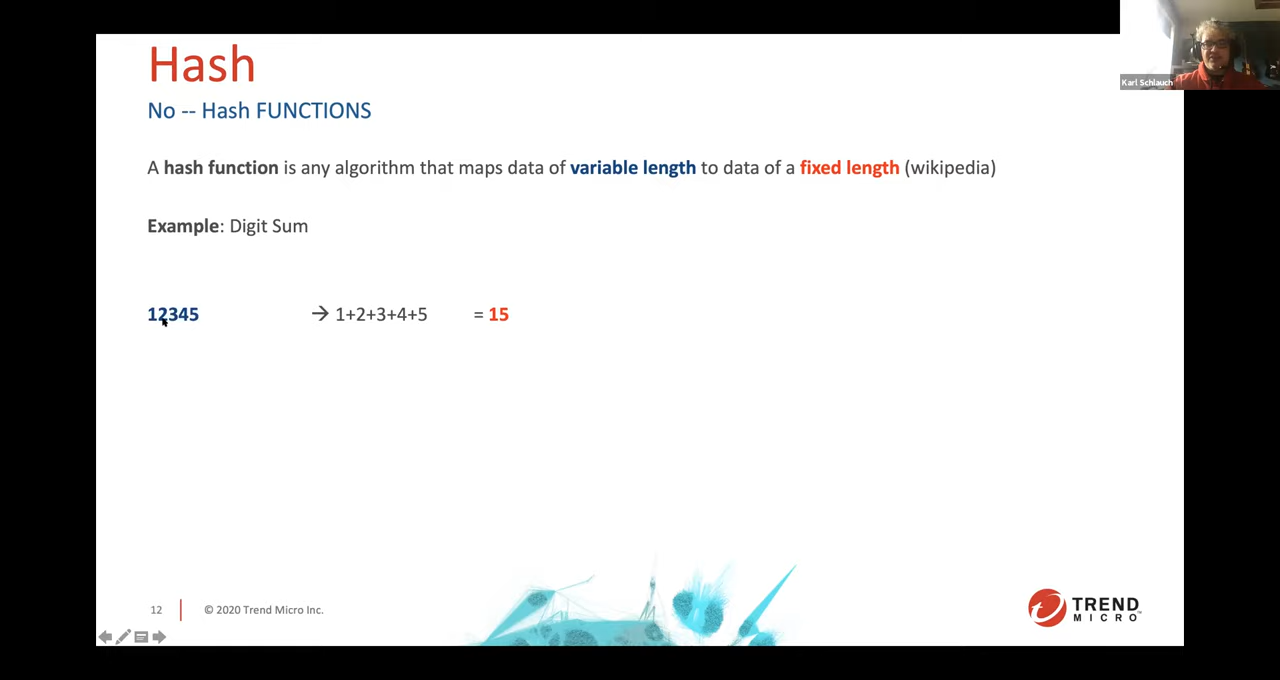 Hash
No -- Hash FUNCTIONS
Karl Schlauch
A hash function is any algorithm that maps data of variable length to data of a fixed length (wikipedia)
Example: Digit Sum
12345 → 1+2+3+4+5 = 15
12 © 2020 Trend Micro Inc.
TREND
MICRO